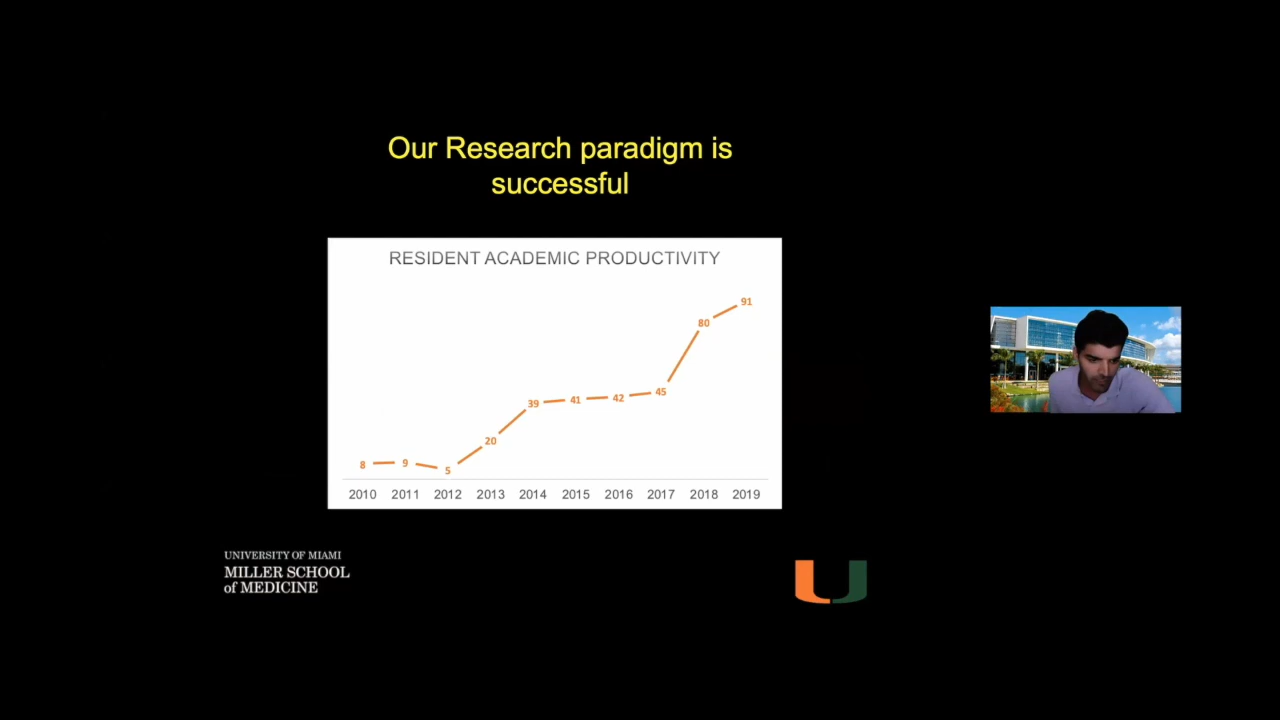 Our Research paradigm is
successful
RESIDENT ACADEMIC PRODUCTIVITY
91
80
45
42
41
39
20
8
9
5
2010 2011 2012 2013 2014 2015 2016 2017 2018 2019
UNIVERSITY OF MIAMI
MILLER SCHOOL
of MEDICINE
U